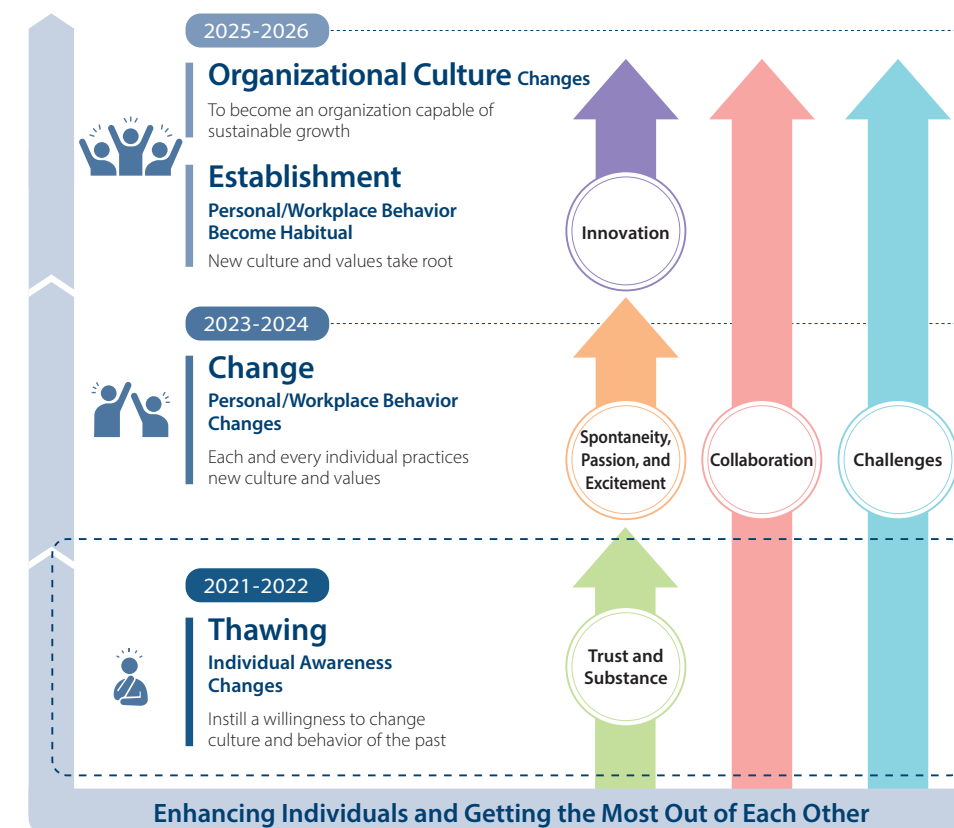 2025-2026
Organizational Culture Changes
To become an organization capable of
sustainable growth
Establishment
Personal/Workplace Behavior
Become Habitual
New culture and values take root
Innovation
2023-2024
Change
Personal/Workplace Behavior
Changes
Each and every individual practices
new culture and values
Spontaneity,
Passion, and
Excitement
Collaboration
Challenges
2021-2022
Thawing
Individual Awareness
Changes
Instill a willingness to change
culture and behavior of the past
Trust and
Substance
Enhancing Individuals and Getting the Most Out of Each Other